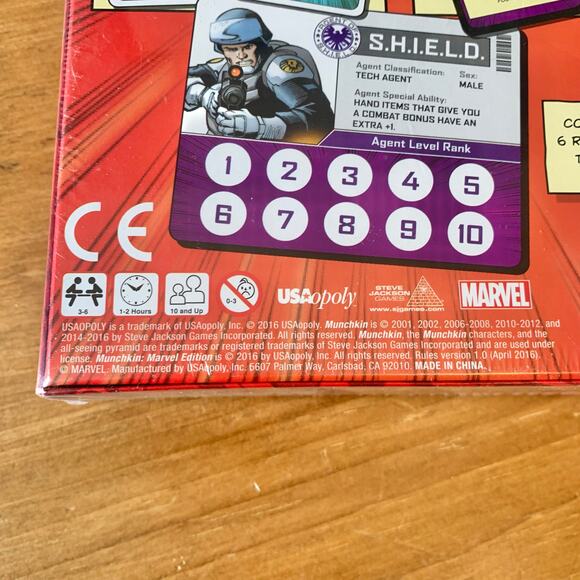 AGENT OF
S.H.I.E.L.D.
S.H.I.E.L.D.
Agent Classification: Sex:
TECH AGENT MALE
Agent Special Ability:
HAND ITEMS THAT GIVE YOU
A COMBAT BONUS HAVE AN
EXTRA +1.
Agent Level Rank
1 2 3 4 5
6 7 8 9 10
6 R
CE
3-6 1-2 Hours 10 and Up 0-3
USAopoly
STEVE
JACKSON
GAMES
www.sjgames.com
MARVEL
USAOPOLY is a trademark of USAopoly, Inc. © 2016 USAopoly. Munchkin is © 2001, 2002, 2006-2008, 2010-2012, and
2014-2016 by Steve Jackson Games Incorporated. All rights reserved. Munchkin, the Munchkin characters, and the
all-seeing pyramid are trademarks or registered trademarks of Steve Jackson Games Incorporated and are used under
license. Munchkin: Marvel Edition is © 2016 by USAopoly, Inc. All Rights Reserved. Rules version 1.0 (April 2016).
© MARVEL. Manufactured by USAopoly, Inc. 6607 Palmer Way, Carlsbad, CA 92010. MADE IN CHINA.